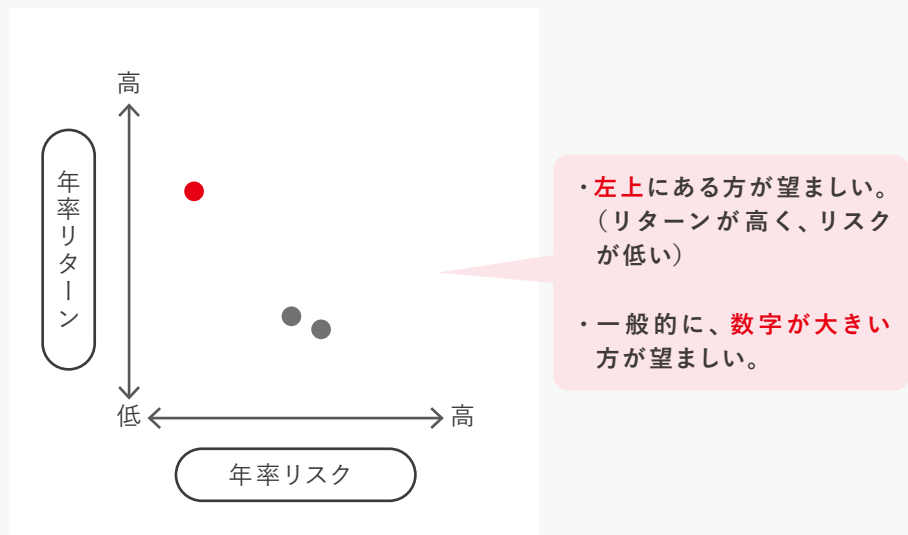 高
年率リターン
低
高
年率リスク
・左上にある方が望ましい。
（リターンが高く、リスク
が低い）
・一般的に、数字が大きい
方が望ましい。